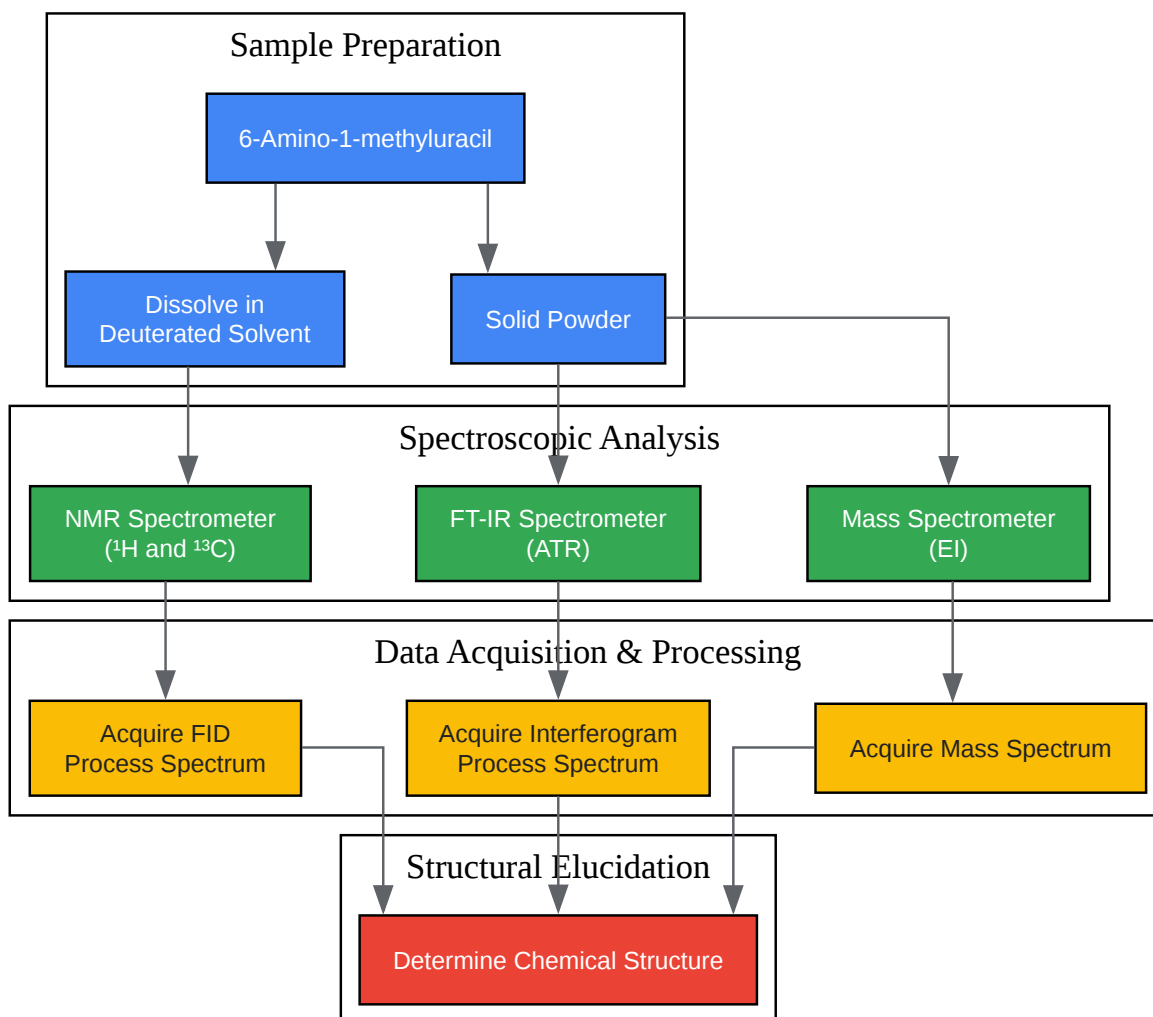 Sample Preparation
6-Amino-1-methyluracil
Dissolve in
Deuterated Solvent
Solid Powder
Spectroscopic Analysis
NMR Spectrometer
(¹H and ¹³C)
FT-IR Spectrometer
(ATR)
Mass Spectrometer
(EI)
Data Acquisition & Processing
Acquire FID
Process Spectrum
Acquire Interferogram
Process Spectrum
Acquire Mass Spectrum
Structural Elucidation
Determine Chemical Structure